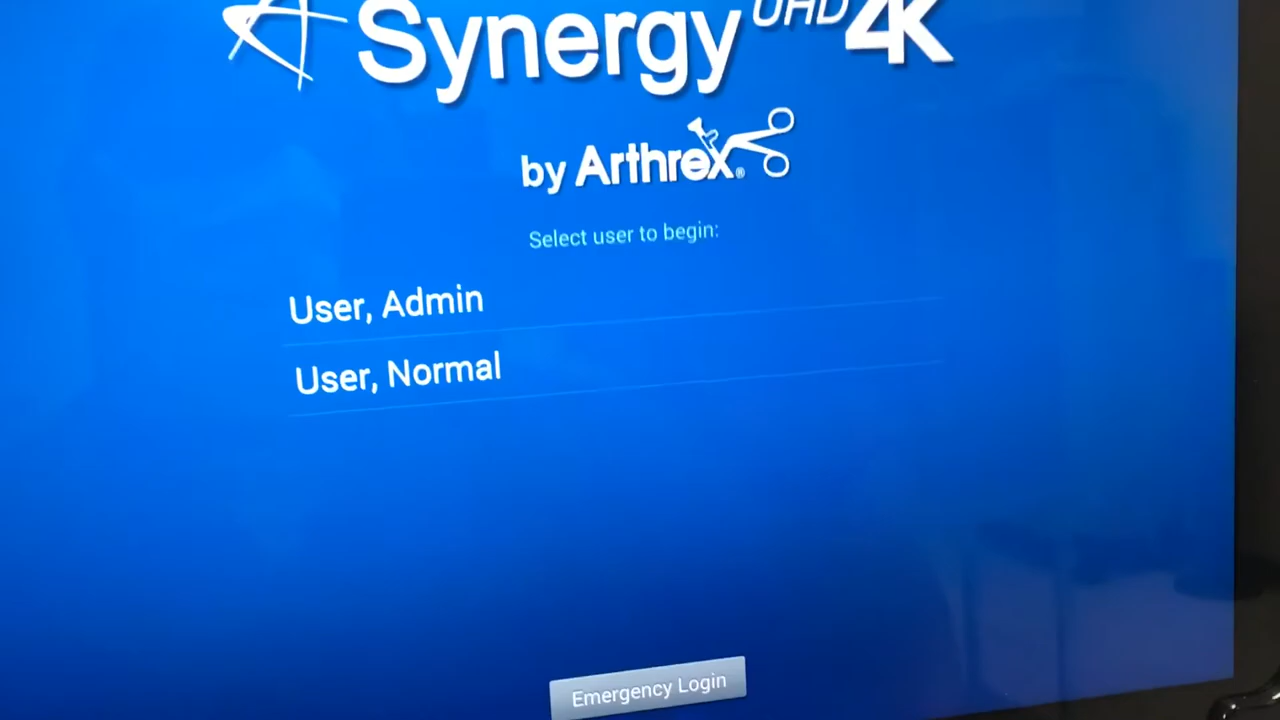 Synergy UHD 4K
by Arthrex®
Select user to begin:
User, Admin
User, Normal
Emergency Login